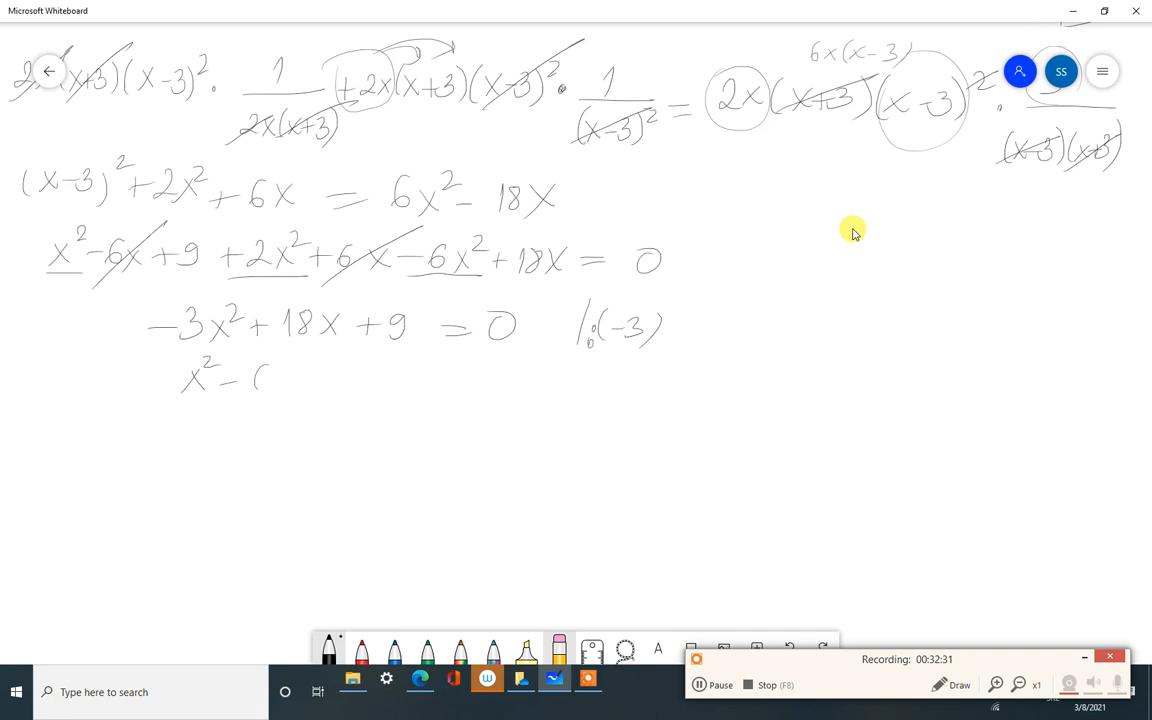 Microsoft Whiteboard
6x(x-3)
2x(x+3)(x-3)² · 1/(2x(x+3)) + 2x(x+3)(x-3)² · 1/(x-3)² = 2x(x+3)(x-3)² · /((x-3)(x+3))
SS
(x-3)² + 2x² + 6x = 6x² - 18x
x² - 6x + 9 + 2x² + 6x - 6x² + 18x = 0
-3x² + 18x + 9 = 0 /:(-3)
x² - (
A
Recording: 00:32:31
Pause Stop (F8) Draw x1
Type here to search
3/8/2021